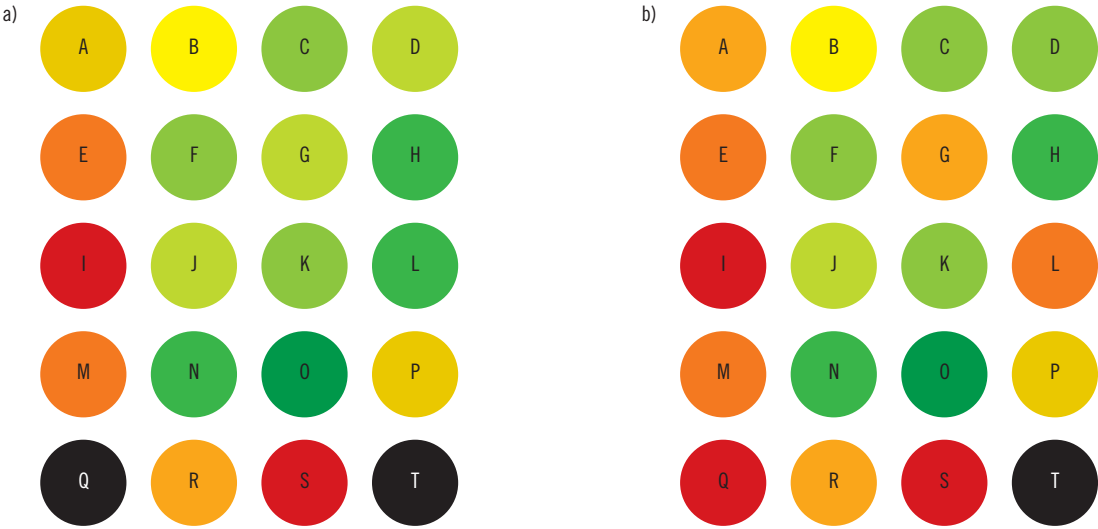 a)
A B C D
E F G H
I J K L
M N O P
Q R S T
b)
A B C D
E F G H
I J K L
M N O P
Q R S T